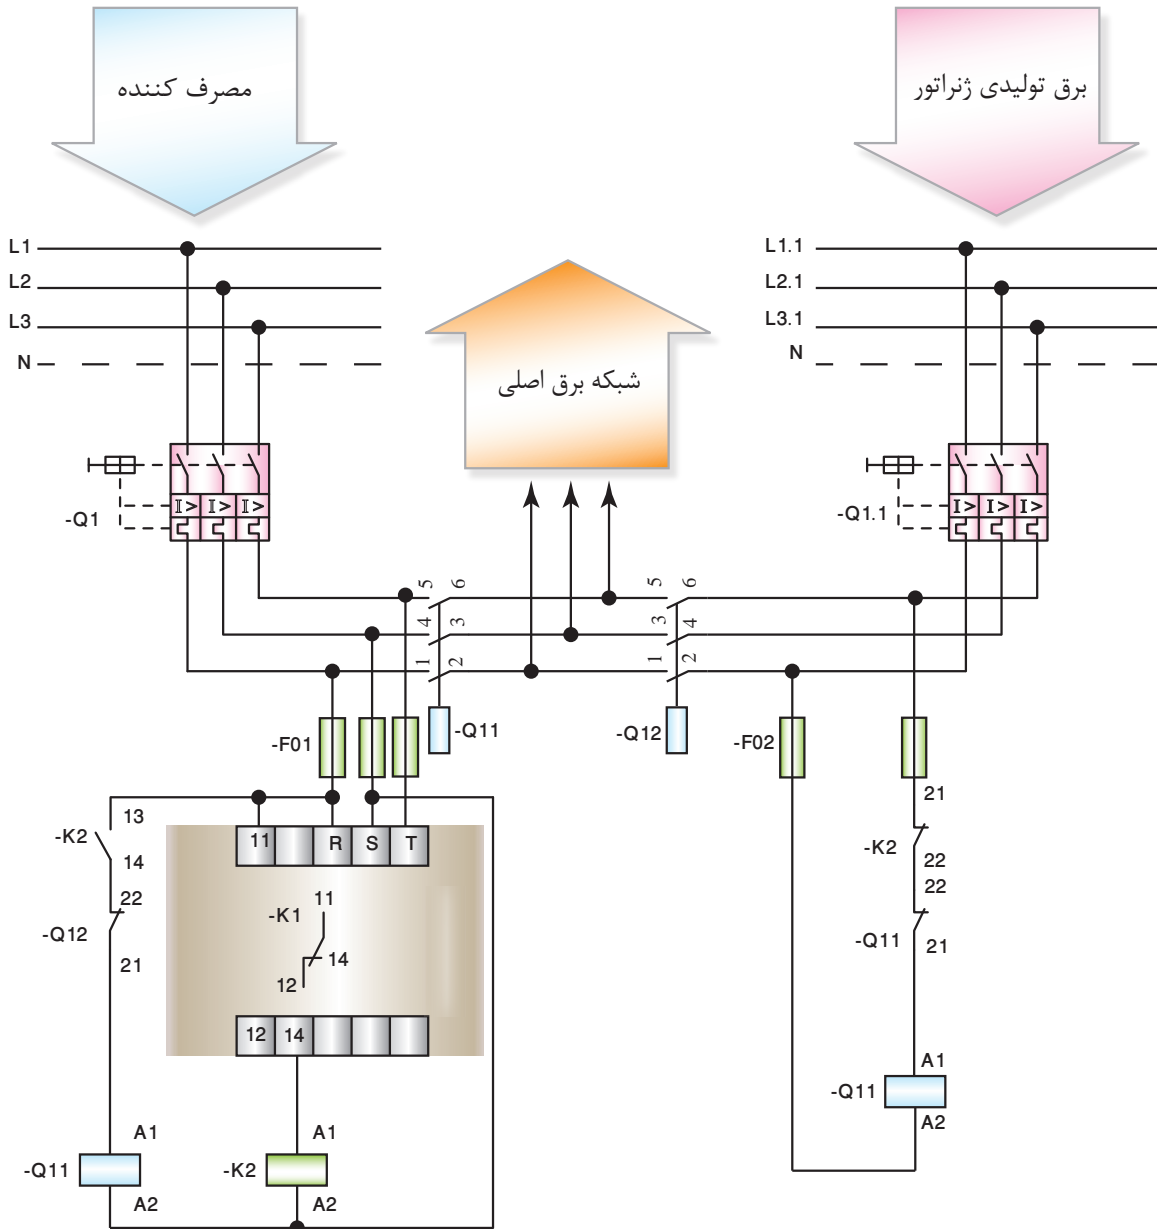 مصرف کننده
برق تولیدی ژنراتور
L1
L2
L3
N
L1.1
L2.1
L3.1
N
شبکه برق اصلی
-Q1
I> I> I>
-Q1.1
I> I> I>
5 6
4 3
1 2
5 6
3 4
1 2
-F01
-Q11
-Q12
-F02
13
-K2
14
22
-Q12
21
11 R S T
-K1
11
14
12
12 14
21
-K2
22
22
-Q11
21
A1
-Q11
A2
A1
-Q11
A2
A1
-K2
A2